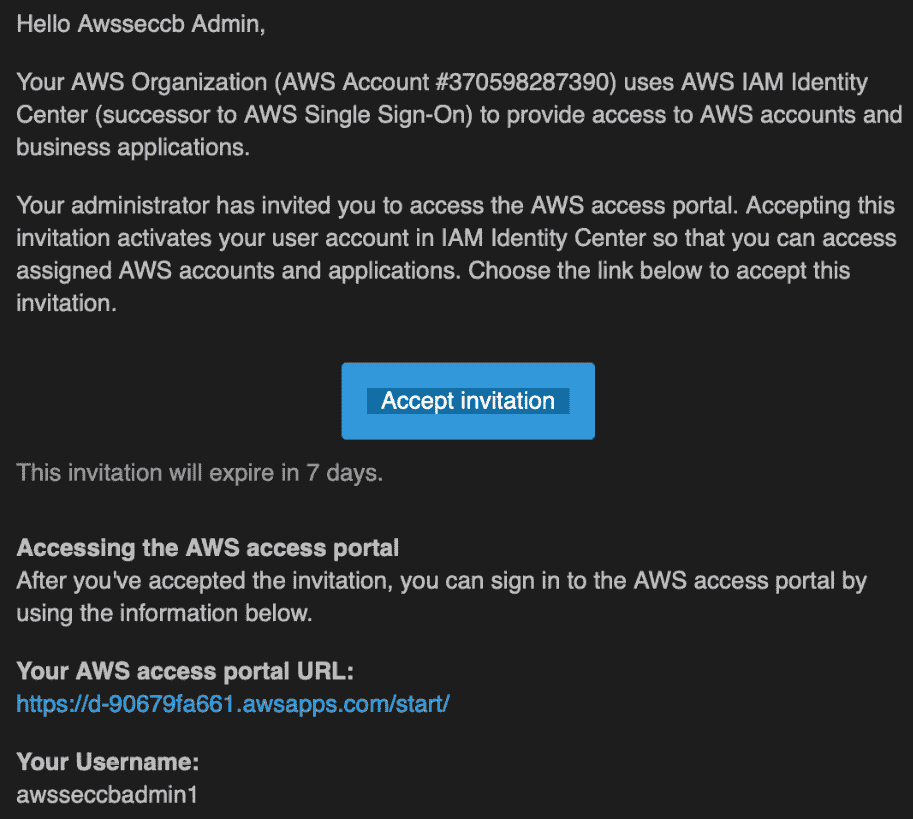 Hello Awsseccb Admin,
Your AWS Organization (AWS Account #370598287390) uses AWS IAM Identity
Center (successor to AWS Single Sign-On) to provide access to AWS accounts and
business applications.
Your administrator has invited you to access the AWS access portal. Accepting this
invitation activates your user account in IAM Identity Center so that you can access
assigned AWS accounts and applications. Choose the link below to accept this
invitation.
Accept invitation
This invitation will expire in 7 days.
Accessing the AWS access portal
After you've accepted the invitation, you can sign in to the AWS access portal by
using the information below.
Your AWS access portal URL:
https://d-90679fa661.awsapps.com/start/
Your Username:
awsseccbadmin1